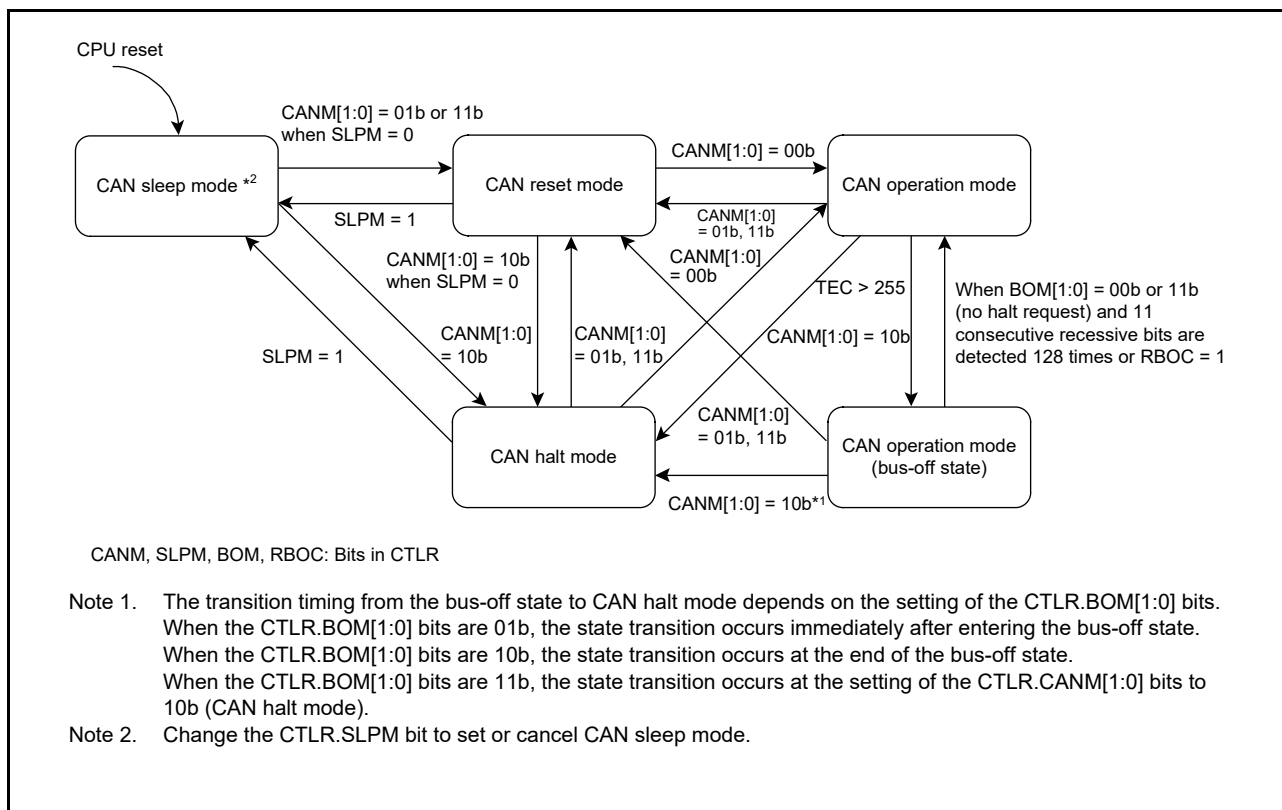 CPU reset
CANM[1:0] = 01b or 11b
when SLPM = 0
CAN sleep mode *2
CAN reset mode
CANM[1:0] = 00b
CAN operation mode
SLPM = 1
CANM[1:0]
= 01b, 11b
CANM[1:0] = 10b
when SLPM = 0
CANM[1:0]
= 00b
TEC > 255
When BOM[1:0] = 00b or 11b
(no halt request) and 11
consecutive recessive bits are
detected 128 times or RBOC = 1
SLPM = 1
CANM[1:0]
= 10b
CANM[1:0]
= 01b, 11b
CANM[1:0] = 10b
CANM[1:0]
= 01b, 11b
CAN halt mode
CAN operation mode
(bus-off state)
CANM[1:0] = 10b*1
CANM, SLPM, BOM, RBOC: Bits in CTLR
Note 1. The transition timing from the bus-off state to CAN halt mode depends on the setting of the CTLR.BOM[1:0] bits.
When the CTLR.BOM[1:0] bits are 01b, the state transition occurs immediately after entering the bus-off state.
When the CTLR.BOM[1:0] bits are 10b, the state transition occurs at the end of the bus-off state.
When the CTLR.BOM[1:0] bits are 11b, the state transition occurs at the setting of the CTLR.CANM[1:0] bits to
10b (CAN halt mode).
Note 2. Change the CTLR.SLPM bit to set or cancel CAN sleep mode.